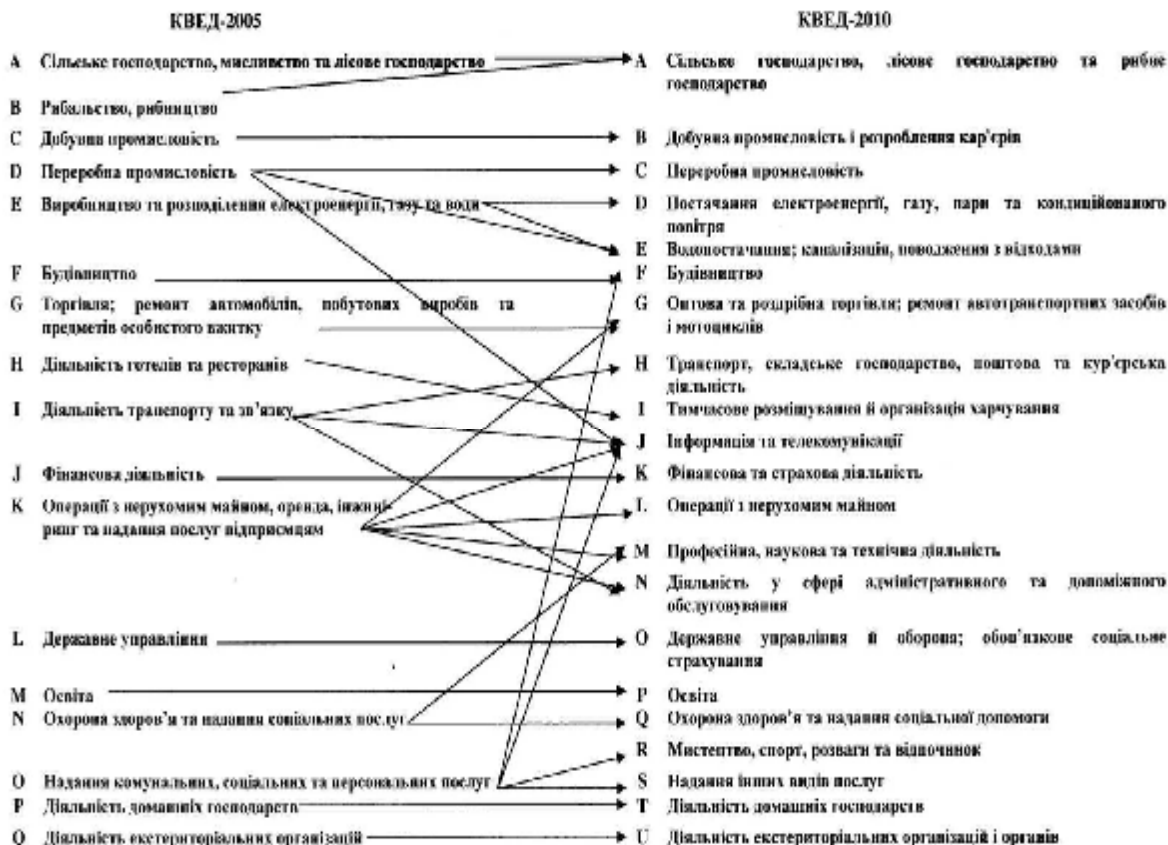 КВЕД-2005
A Сільське господарство, мисливство та лісове господарство
B Рибальство, рибництво
C Добувна промисловість
D Переробна промисловість
E Виробництво та розподілення електроенергії, газу та води
F Будівництво
G Торгівля; ремонт автомобілів, побутових виробів та
предметів особистого вжитку
H Діяльність готелів та ресторанів
I Діяльність транспорту та зв'язку
J Фінансова діяльність
K Операції з нерухомим майном, оренда, інжині-
ринг та надання послуг підприємцям
L Державне управління
M Освіта
N Охорона здоров'я та надання соціальних послуг
O Надання комунальних, соціальних та персональних послуг
P Діяльність домашніх господарств
Q Діяльність екстериторіальних організацій
КВЕД-2010
A Сільське господарство, лісове господарство та рибне
господарство
B Добувна промисловість і розроблення кар'єрів
C Переробна промисловість
D Постачання електроенергії, газу, пари та кондиційованого
повітря
E Водопостачання; каналізація, поводження з відходами
F Будівництво
G Оптова та роздрібна торгівля; ремонт автотранспортних засобів
і мотоциклів
H Транспорт, складське господарство, поштова та кур'єрська
діяльність
I Тимчасове розміщування й організація харчування
J Інформація та телекомунікації
K Фінансова та страхова діяльність
L Операції з нерухомим майном
M Професійна, наукова та технічна діяльність
N Діяльність у сфері адміністративного та допоміжного
обслуговування
O Державне управління й оборона; обов'язкове соціальне
страхування
P Освіта
Q Охорона здоров'я та надання соціальної допомоги
R Мистецтво, спорт, розваги та відпочинок
S Надання інших видів послуг
T Діяльність домашніх господарств
U Діяльність екстериторіальних організацій і органів